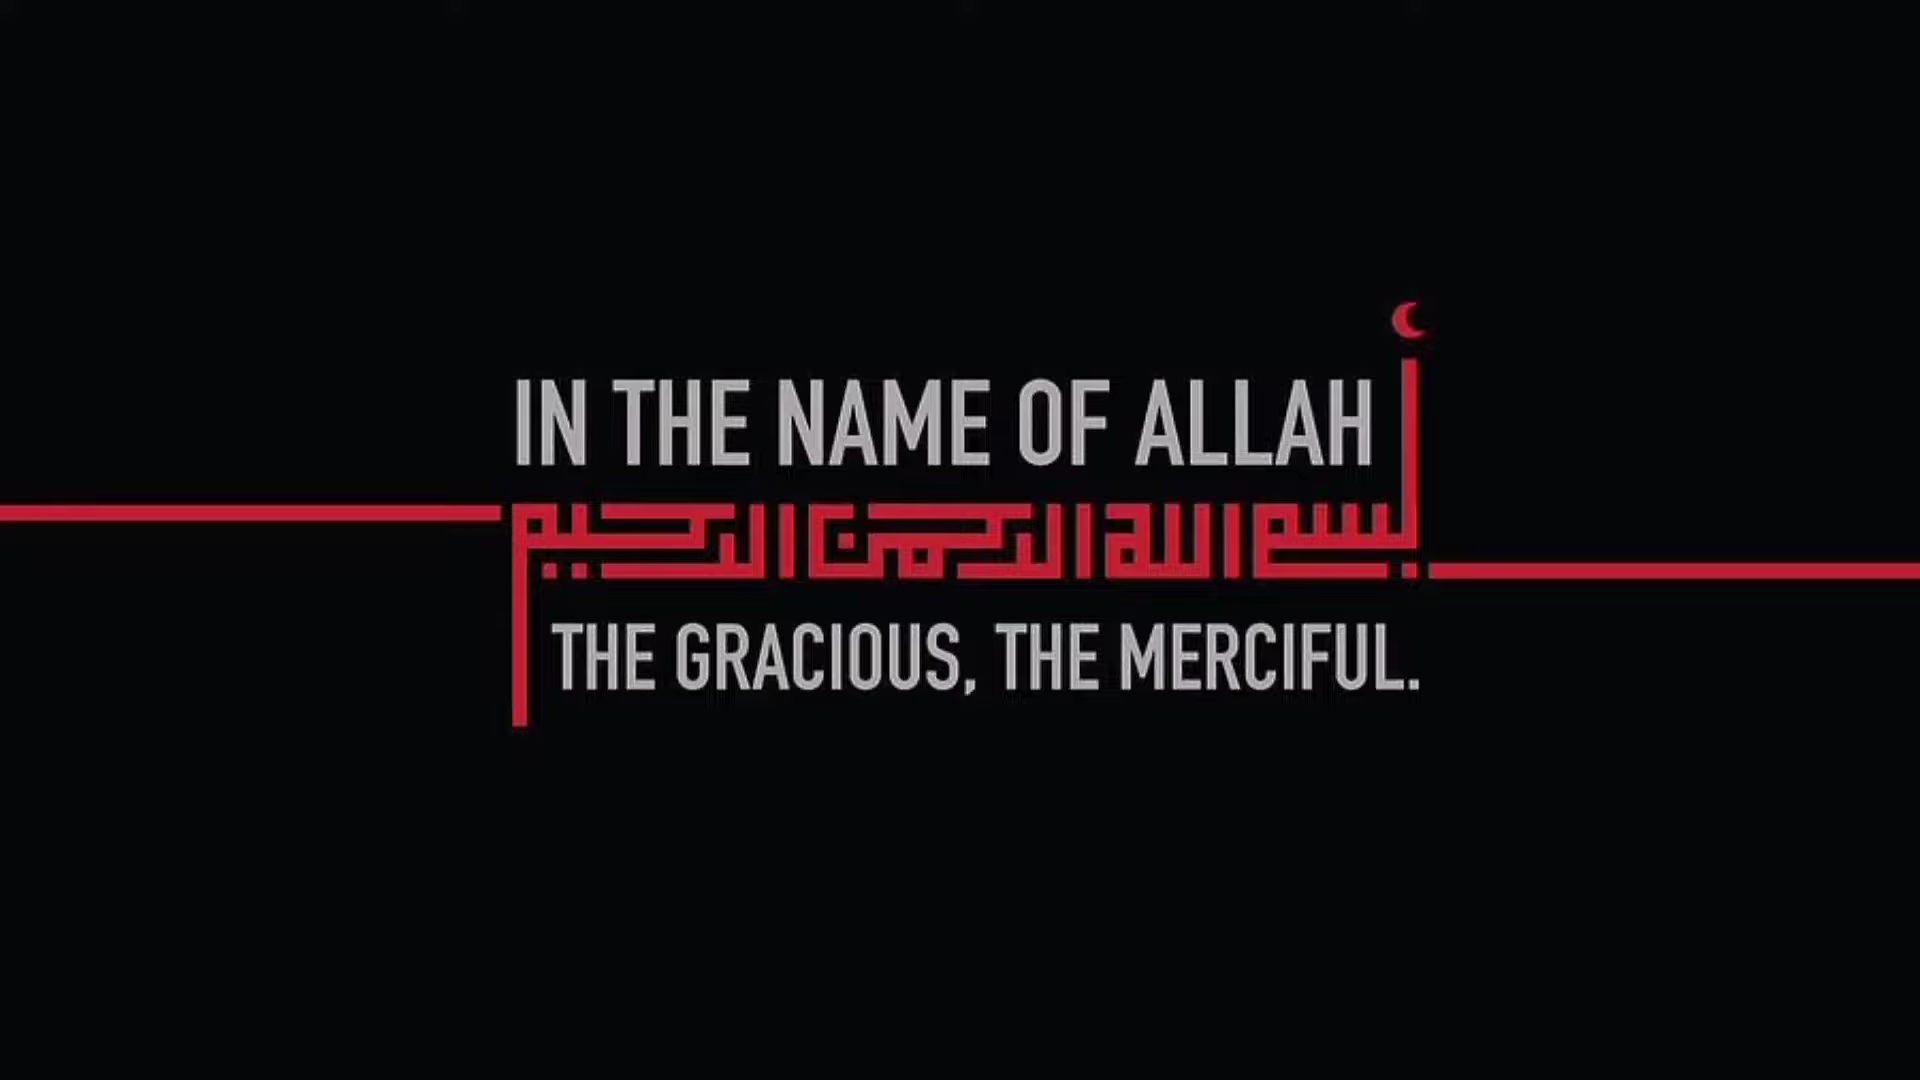 IN THE NAME OF ALLAH
بسم الله الرحمن الرحيم
THE GRACIOUS, THE MERCIFUL.